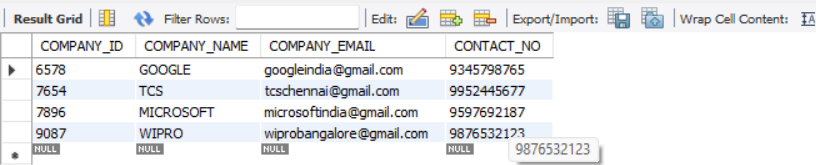 Result Grid Filter Rows: Edit: Export/Import: Wrap Cell Content: IA
COMPANY_ID COMPANY_NAME COMPANY_EMAIL CONTACT_NO
6578 GOOGLE googleindia@gmail.com 9345798765
7654 TCS tcschennai@gmail.com 9952445677
7896 MICROSOFT microsoftindia@gmail.com 9597692187
9087 WIPRO wiprobangalore@gmail.com 9876532123
NULL NULL NULL NULL
9876532123